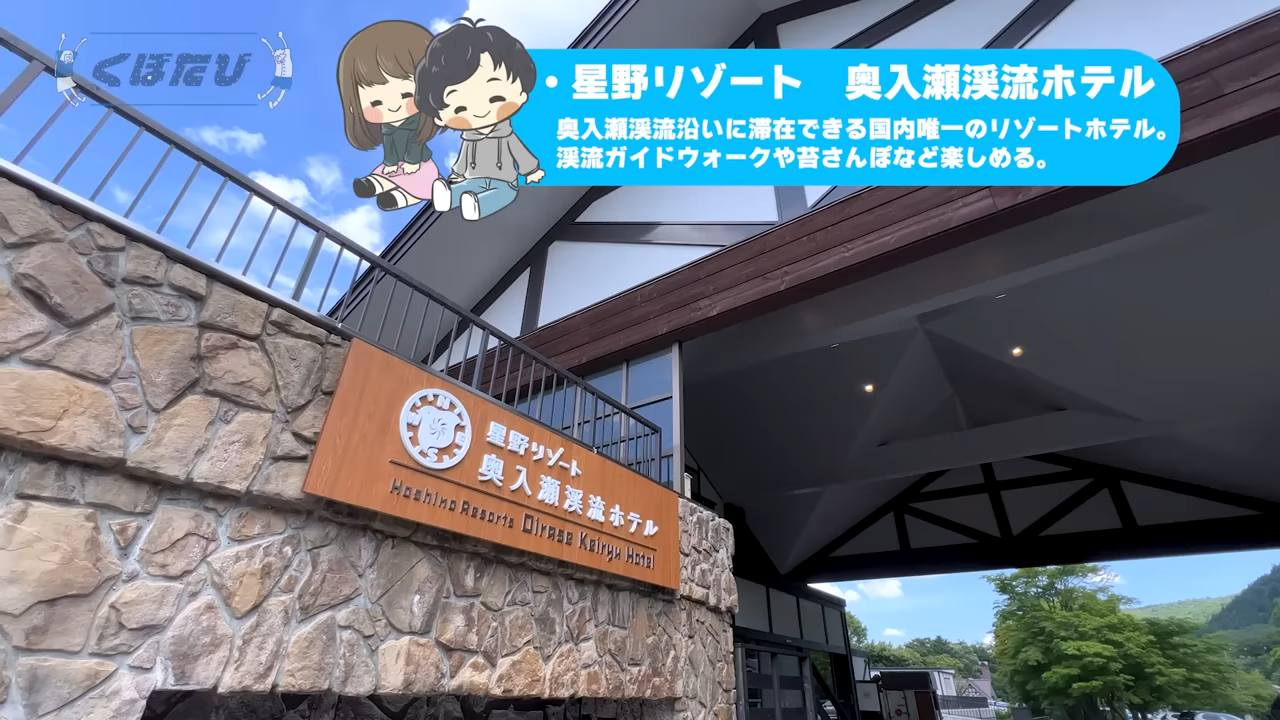 くぼたび
・星野リゾート　奥入瀬渓流ホテル
奥入瀬渓流沿いに滞在できる国内唯一のリゾートホテル。
渓流ガイドウォークや苔さんぽなど楽しめる。
星野リゾート
奥入瀬渓流ホテル
Hoshino Resorts Oirase Keiryu Hotel